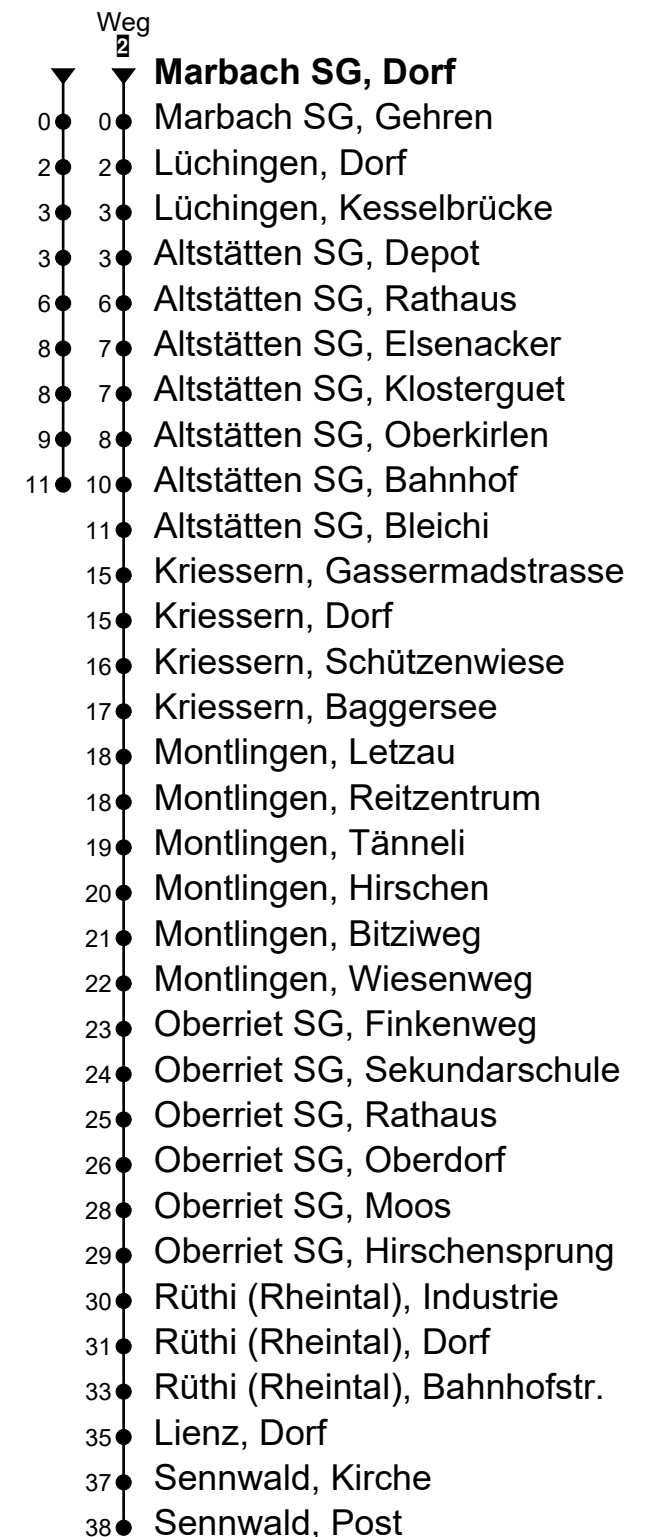 Weg
2
Marbach SG, Dorf
0 0 Marbach SG, Gehren
2 2 Lüchingen, Dorf
3 3 Lüchingen, Kesselbrücke
3 3 Altstätten SG, Depot
6 6 Altstätten SG, Rathaus
8 7 Altstätten SG, Elsenacker
8 7 Altstätten SG, Klosterguet
9 8 Altstätten SG, Oberkirlen
11 10 Altstätten SG, Bahnhof
11 Altstätten SG, Bleichi
15 Kriessern, Gassermadstrasse
15 Kriessern, Dorf
16 Kriessern, Schützenwiese
17 Kriessern, Baggersee
18 Montlingen, Letzau
18 Montlingen, Reitzentrum
19 Montlingen, Tänneli
20 Montlingen, Hirschen
21 Montlingen, Bitziweg
22 Montlingen, Wiesenweg
23 Oberriet SG, Finkenweg
24 Oberriet SG, Sekundarschule
25 Oberriet SG, Rathaus
26 Oberriet SG, Oberdorf
28 Oberriet SG, Moos
29 Oberriet SG, Hirschensprung
30 Rüthi (Rheintal), Industrie
31 Rüthi (Rheintal), Dorf
33 Rüthi (Rheintal), Bahnhofstr.
35 Lienz, Dorf
37 Sennwald, Kirche
38 Sennwald, Post